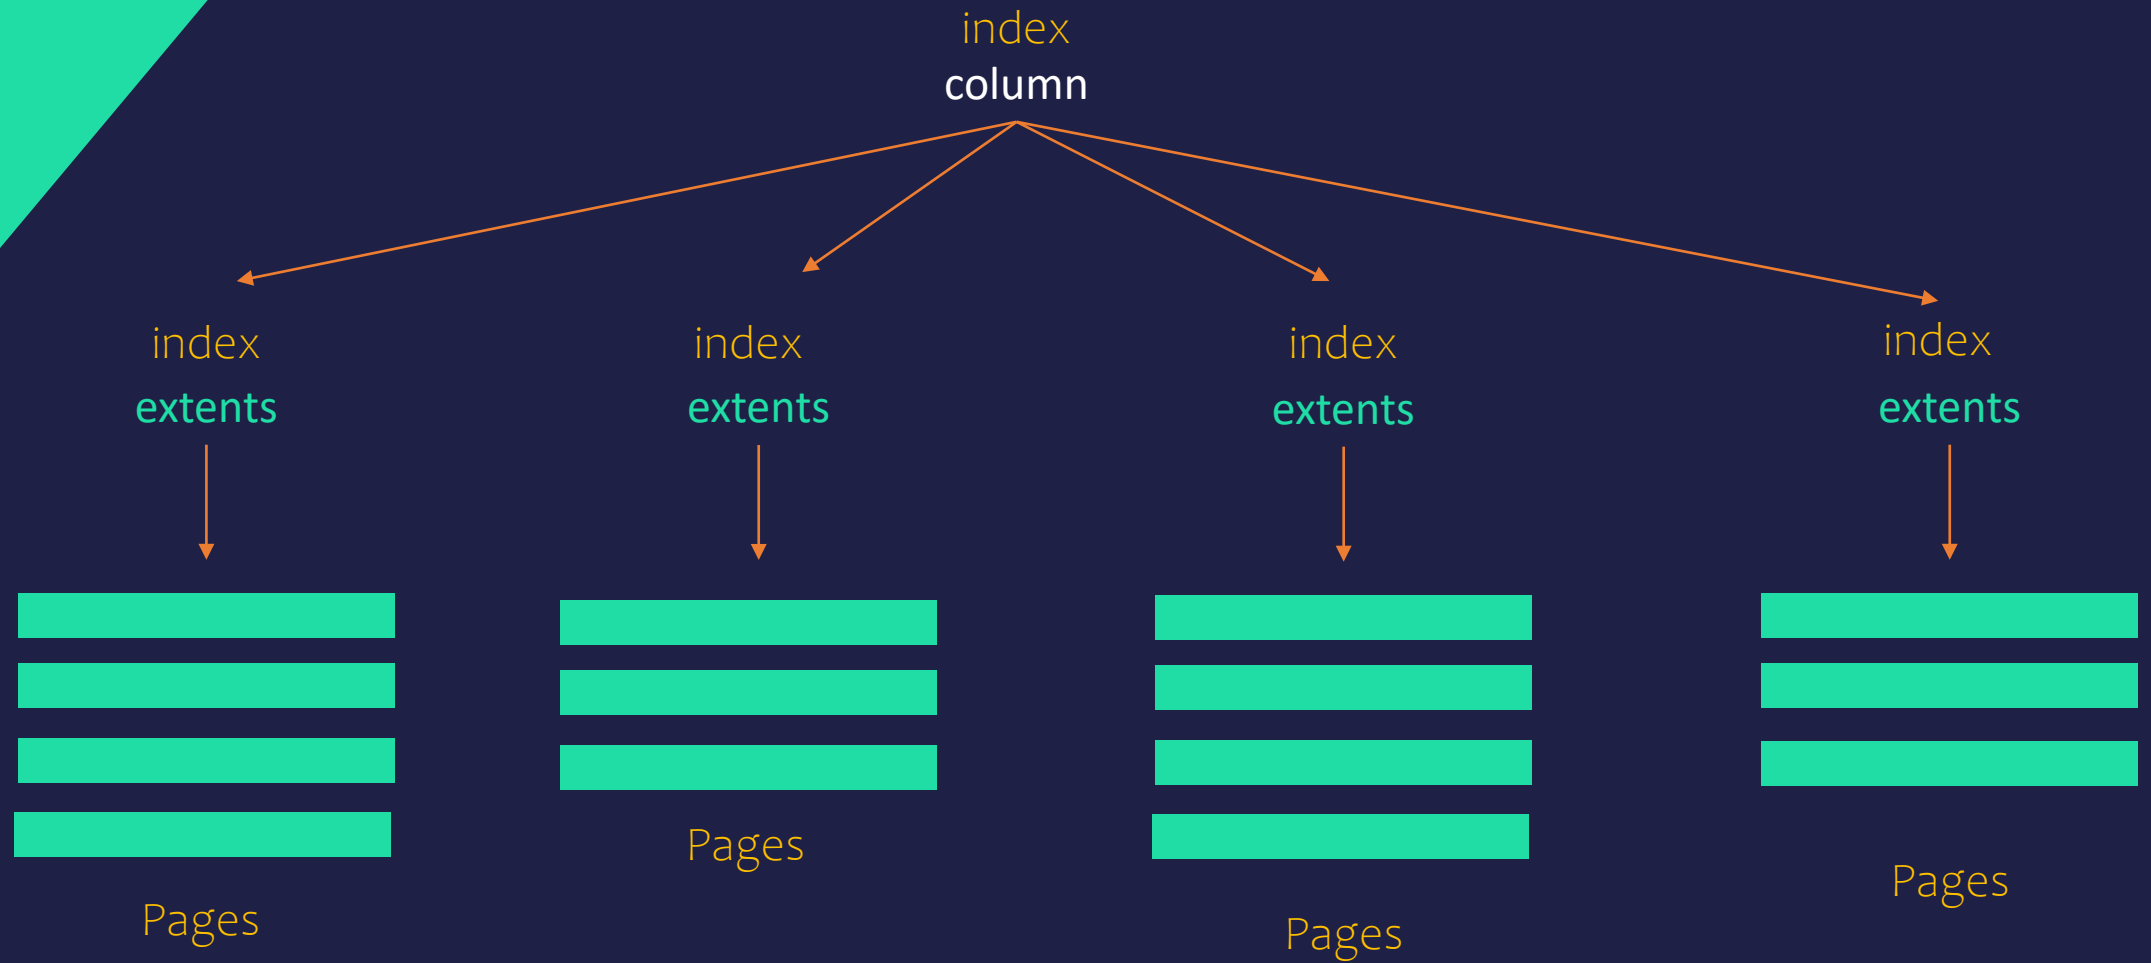 index
column
index
extents
index
extents
index
extents
index
extents
Pages
Pages
Pages
Pages